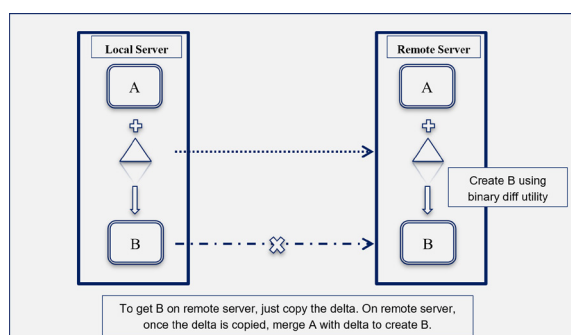 Local Server
Remote Server
A
A
Create B using
binary diff utility
B
B
To get B on remote server, just copy the delta. On remote server,
once the delta is copied, merge A with delta to create B.